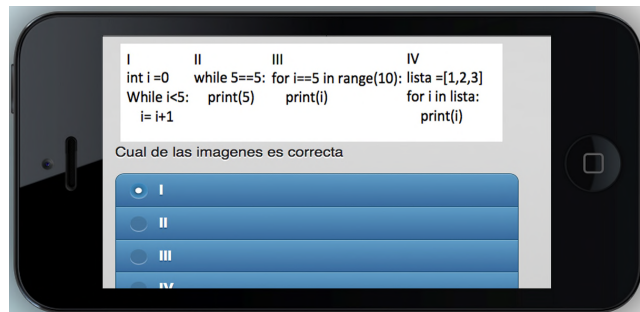 I II III IV
int i =0 while 5==5: for i==5 in range(10): lista =[1,2,3]
While i<5: print(5) print(i) for i in lista:
i= i+1 print(i)
Cual de las imagenes es correcta
I
II
III
IV